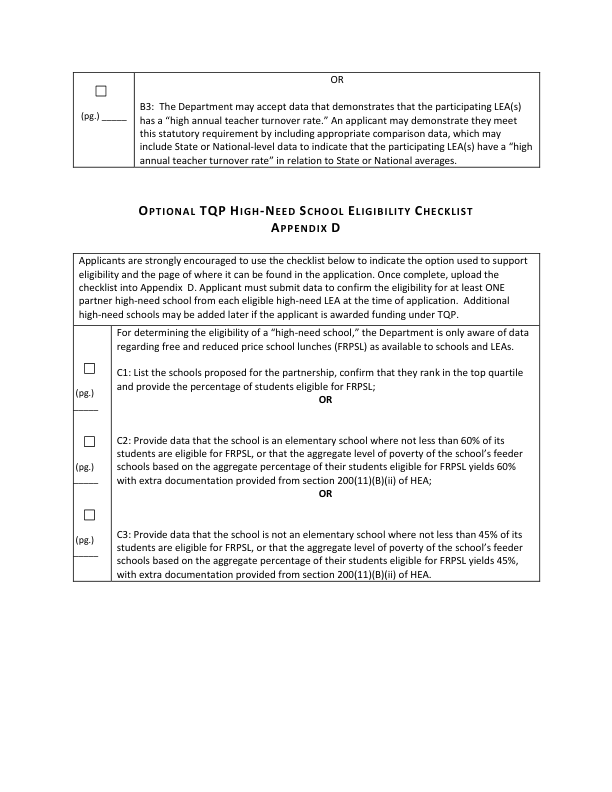 OR
☐
(pg.) _____
B3:  The Department may accept data that demonstrates that the participating LEA(s)
has a “high annual teacher turnover rate.” An applicant may demonstrate they meet
this statutory requirement by including appropriate comparison data, which may
include State or National-level data to indicate that the participating LEA(s) have a “high
annual teacher turnover rate” in relation to State or National averages.
OPTIONAL TQP HIGH-NEED SCHOOL ELIGIBILITY CHECKLIST
APPENDIX D
Applicants are strongly encouraged to use the checklist below to indicate the option used to support
eligibility and the page of where it can be found in the application. Once complete, upload the
checklist into Appendix  D. Applicant must submit data to confirm the eligibility for at least ONE
partner high-need school from each eligible high-need LEA at the time of application.  Additional
high-need schools may be added later if the applicant is awarded funding under TQP.
For determining the eligibility of a “high-need school,” the Department is only aware of data
regarding free and reduced price school lunches (FRPSL) as available to schools and LEAs.
☐
(pg.)
_____
C1: List the schools proposed for the partnership, confirm that they rank in the top quartile
and provide the percentage of students eligible for FRPSL;
OR
☐
(pg.)
_____
C2: Provide data that the school is an elementary school where not less than 60% of its
students are eligible for FRPSL, or that the aggregate level of poverty of the school’s feeder
schools based on the aggregate percentage of their students eligible for FRPSL yields 60%
with extra documentation provided from section 200(11)(B)(ii) of HEA;
OR
☐
(pg.)
_____
C3: Provide data that the school is not an elementary school where not less than 45% of its
students are eligible for FRPSL, or that the aggregate level of poverty of the school’s feeder
schools based on the aggregate percentage of their students eligible for FRPSL yields 45%,
with extra documentation provided from section 200(11)(B)(ii) of HEA.